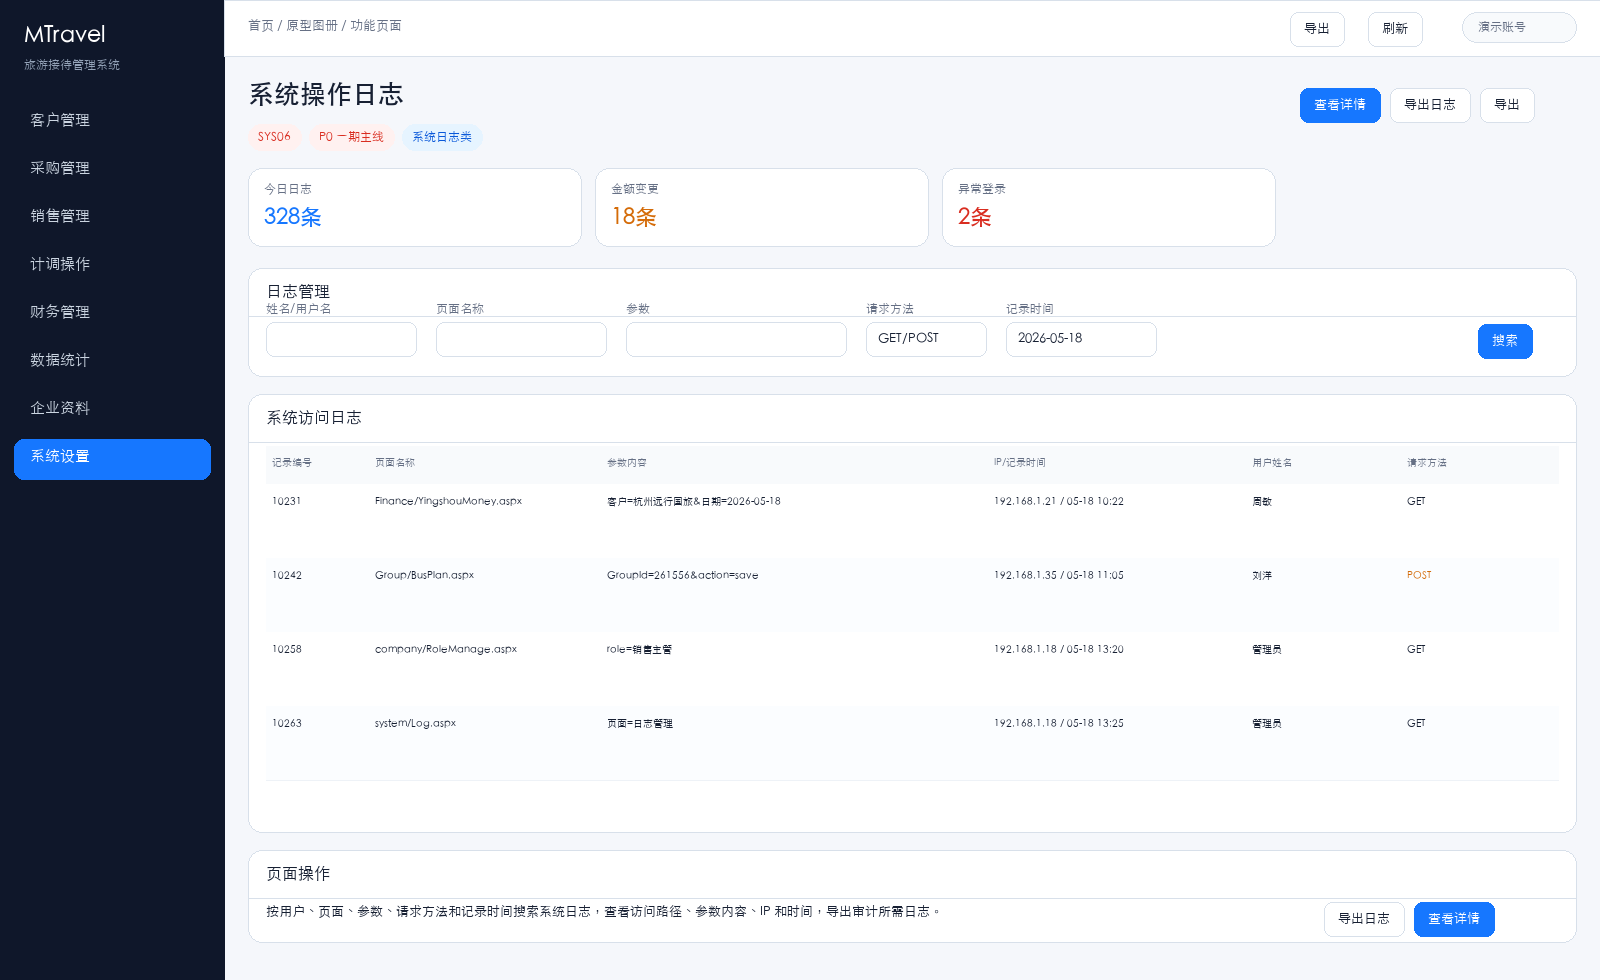 MTravel
旅游接待管理系统
客户管理
采购管理
销售管理
计调操作
财务管理
数据统计
企业资料
系统设置
首页 / 原型图册 / 功能页面
导出
刷新
演示账号
系统操作日志
查看详情
导出日志
导出
SYS06
P0 一期主线
系统日志类
今日日志
328条
金额变更
18条
异常登录
2条
日志管理
姓名/用户名
页面名称
参数
请求方法
记录时间
GET/POST
2026-05-18
搜索
系统访问日志
记录编号 页面名称 参数内容 IP/记录时间 用户姓名 请求方法
10231 Finance/YingshouMoney.aspx 客户=杭州远行国旅&日期=2026-05-18 192.168.1.21 / 05-18 10:22 周敏 GET
10242 Group/BusPlan.aspx GroupId=261556&action=save 192.168.1.35 / 05-18 11:05 刘洋 POST
10258 company/RoleManage.aspx role=销售主管 192.168.1.18 / 05-18 13:20 管理员 GET
10263 system/Log.aspx 页面=日志管理 192.168.1.18 / 05-18 13:25 管理员 GET
页面操作
按用户、页面、参数、请求方法和记录时间搜索系统日志，查看访问路径、参数内容、IP 和时间，导出审计所需日志。
导出日志
查看详情